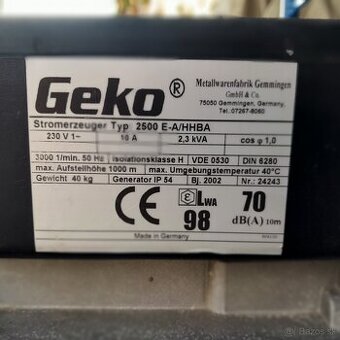 Geko®
Metallwarenfabrik Gemmingen
GmbH & Co.
75050 Gemmingen, Germany,
Tel. 07267-8060
Stromerzeuger Typ 2500 E-A/HHBA
230 V 1~ 10 A 2,3 kVA cos φ 1,0
3000 1/min. 50 Hz Isolationsklasse H VDE 0530 DIN 6280
max. Aufstellhöhe 1000 m max. Umgebungstemperatur 40°C
Gewicht 40 kg Generator IP 54 Bj. 2002 Nr.: 24243
CE
LWA
98
70
dB(A) 10m
Made in Germany
Bazos.sk